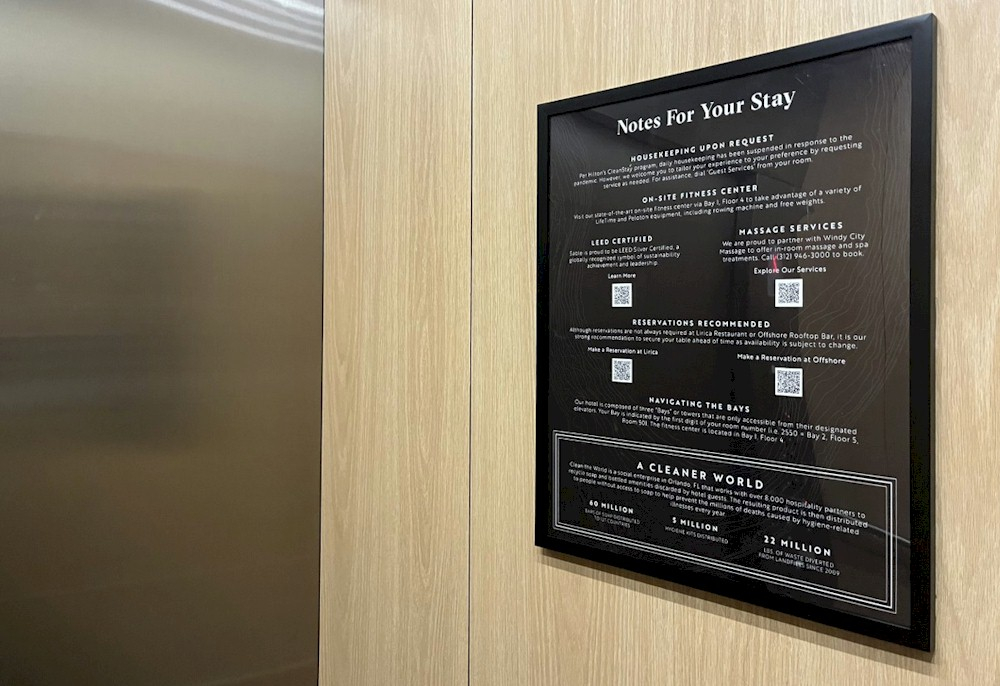 Notes For Your Stay
HOUSEKEEPING UPON REQUEST
Per Hilton's CleanStay program, daily housekeeping has been suspended in response to the
pandemic. However, we welcome you to tailor your experience to your preference by requesting
service as needed. For assistance, dial 'Guest Services' from your room.
ON-SITE FITNESS CENTER
Visit our state-of-the-art on-site fitness center via Bay 1, Floor 4 to take advantage of a variety of
LifeTime and Peloton equipment, including rowing machine and free weights.
LEED CERTIFIED
Sable is proud to be LEED Silver Certified, a
globally recognized symbol of sustainability
achievement and leadership.
Learn More
MASSAGE SERVICES
We are proud to partner with Windy City
Massage to offer in-room massage and spa
treatments. Call (312) 946-3000 to book.
Explore Our Services
RESERVATIONS RECOMMENDED
Although reservations are not always required at Lirica Restaurant or Offshore Rooftop Bar, it is our
strong recommendation to secure your table ahead of time as availability is subject to change.
Make a Reservation at Lirica
Make a Reservation at Offshore
NAVIGATING THE BAYS
Our hotel is composed of three "Bays" or towers that are only accessible from their designated
elevators. Your Bay is indicated by the first digit of your room number (i.e. 2550 = Bay 2, Floor 5,
Room 50). The fitness center is located in Bay 1, Floor 4
A CLEANER WORLD
Clean the World is a social enterprise in Orlando, FL that works with over 8,000 hospitality partners to
recycle soap and bottled amenities discarded by hotel guests. The resulting product is then distributed
to people without access to soap to help prevent the millions of deaths caused by hygiene-related
illnesses every year.
60 MILLION
BARS OF SOAP DISTRIBUTED
TO 127 COUNTRIES
5 MILLION
HYGIENE KITS DISTRIBUTED
22 MILLION
LBS. OF WASTE DIVERTED
FROM LANDFILLS SINCE 2009